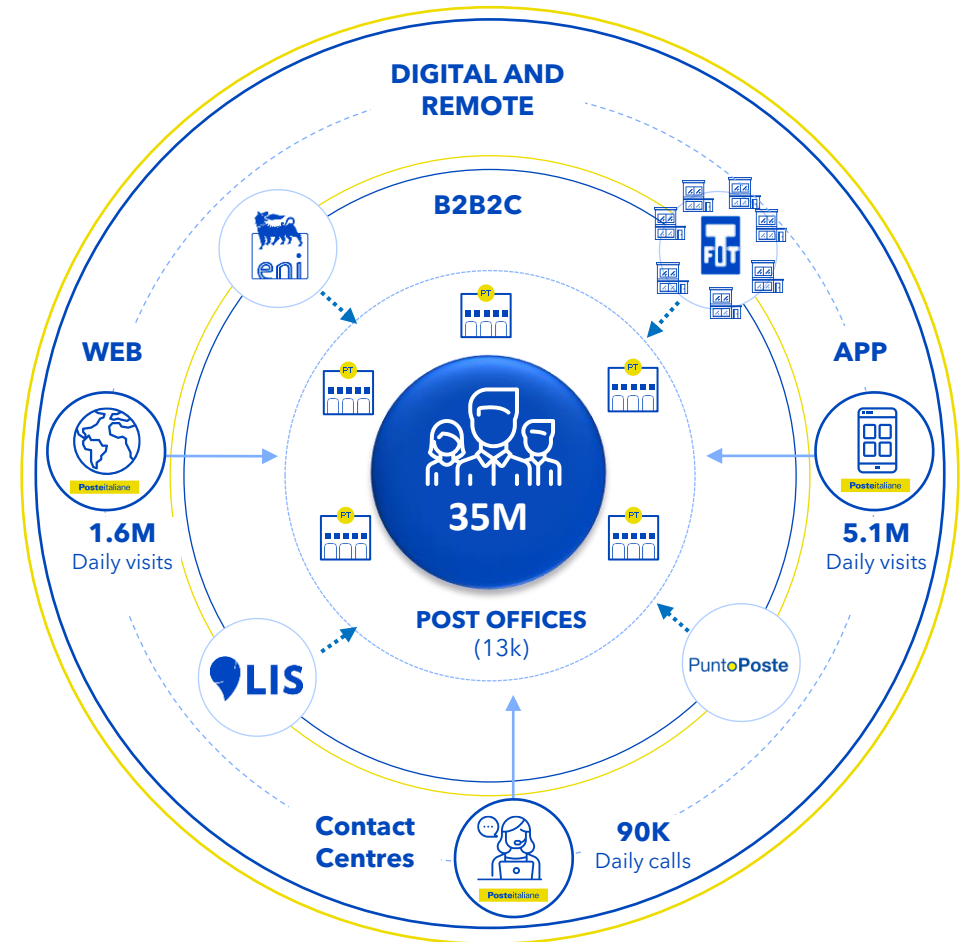 DIGITAL AND
REMOTE
B2B2C
eni
T
FIT
PT
WEB
APP
PT
PT
Posteitaliane
Posteitaliane
35M
1.6M
Daily visits
5.1M
Daily visits
PT
PT
POST OFFICES
(13k)
LIS
PuntoPoste
Contact
Centres
90K
Daily calls
Posteitaliane